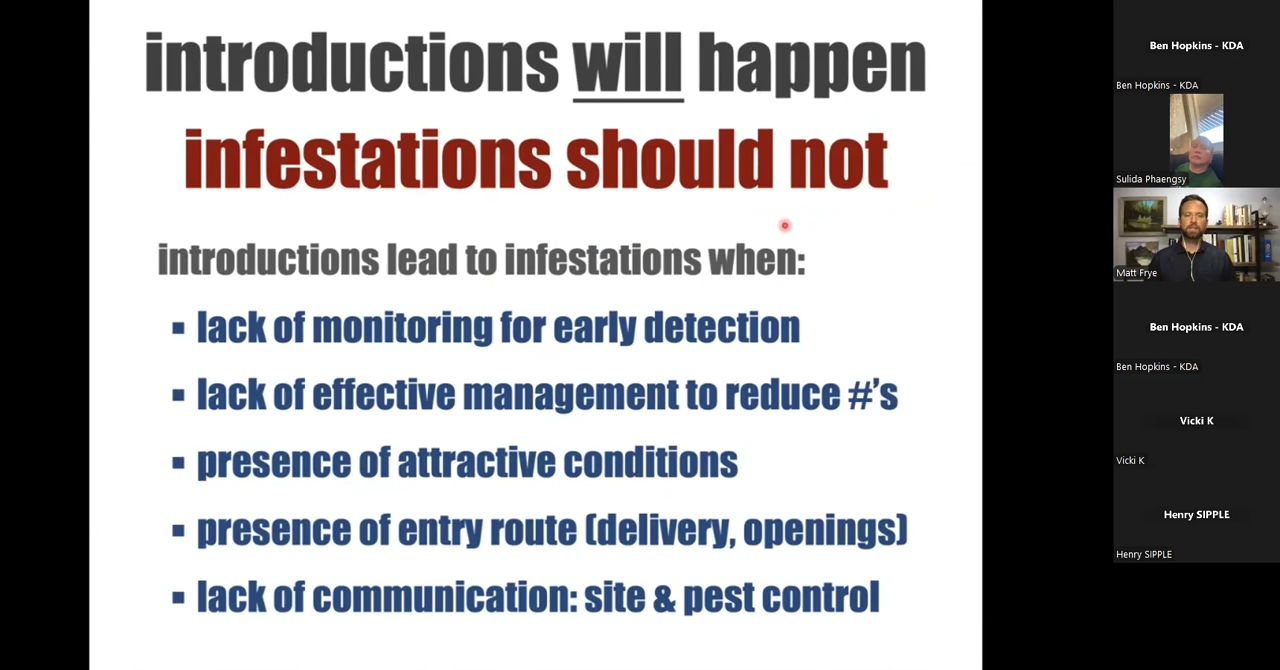 introductions will happen
infestations should not
introductions lead to infestations when:
▪ lack of monitoring for early detection
▪ lack of effective management to reduce #'s
▪ presence of attractive conditions
▪ presence of entry route (delivery, openings)
▪ lack of communication: site & pest control
Ben Hopkins - KDA
Ben Hopkins - KDA
Sulida Phaengsy
Matt Frye
Ben Hopkins - KDA
Ben Hopkins - KDA
Vicki K
Vicki K
Henry SIPPLE
Henry SIPPLE